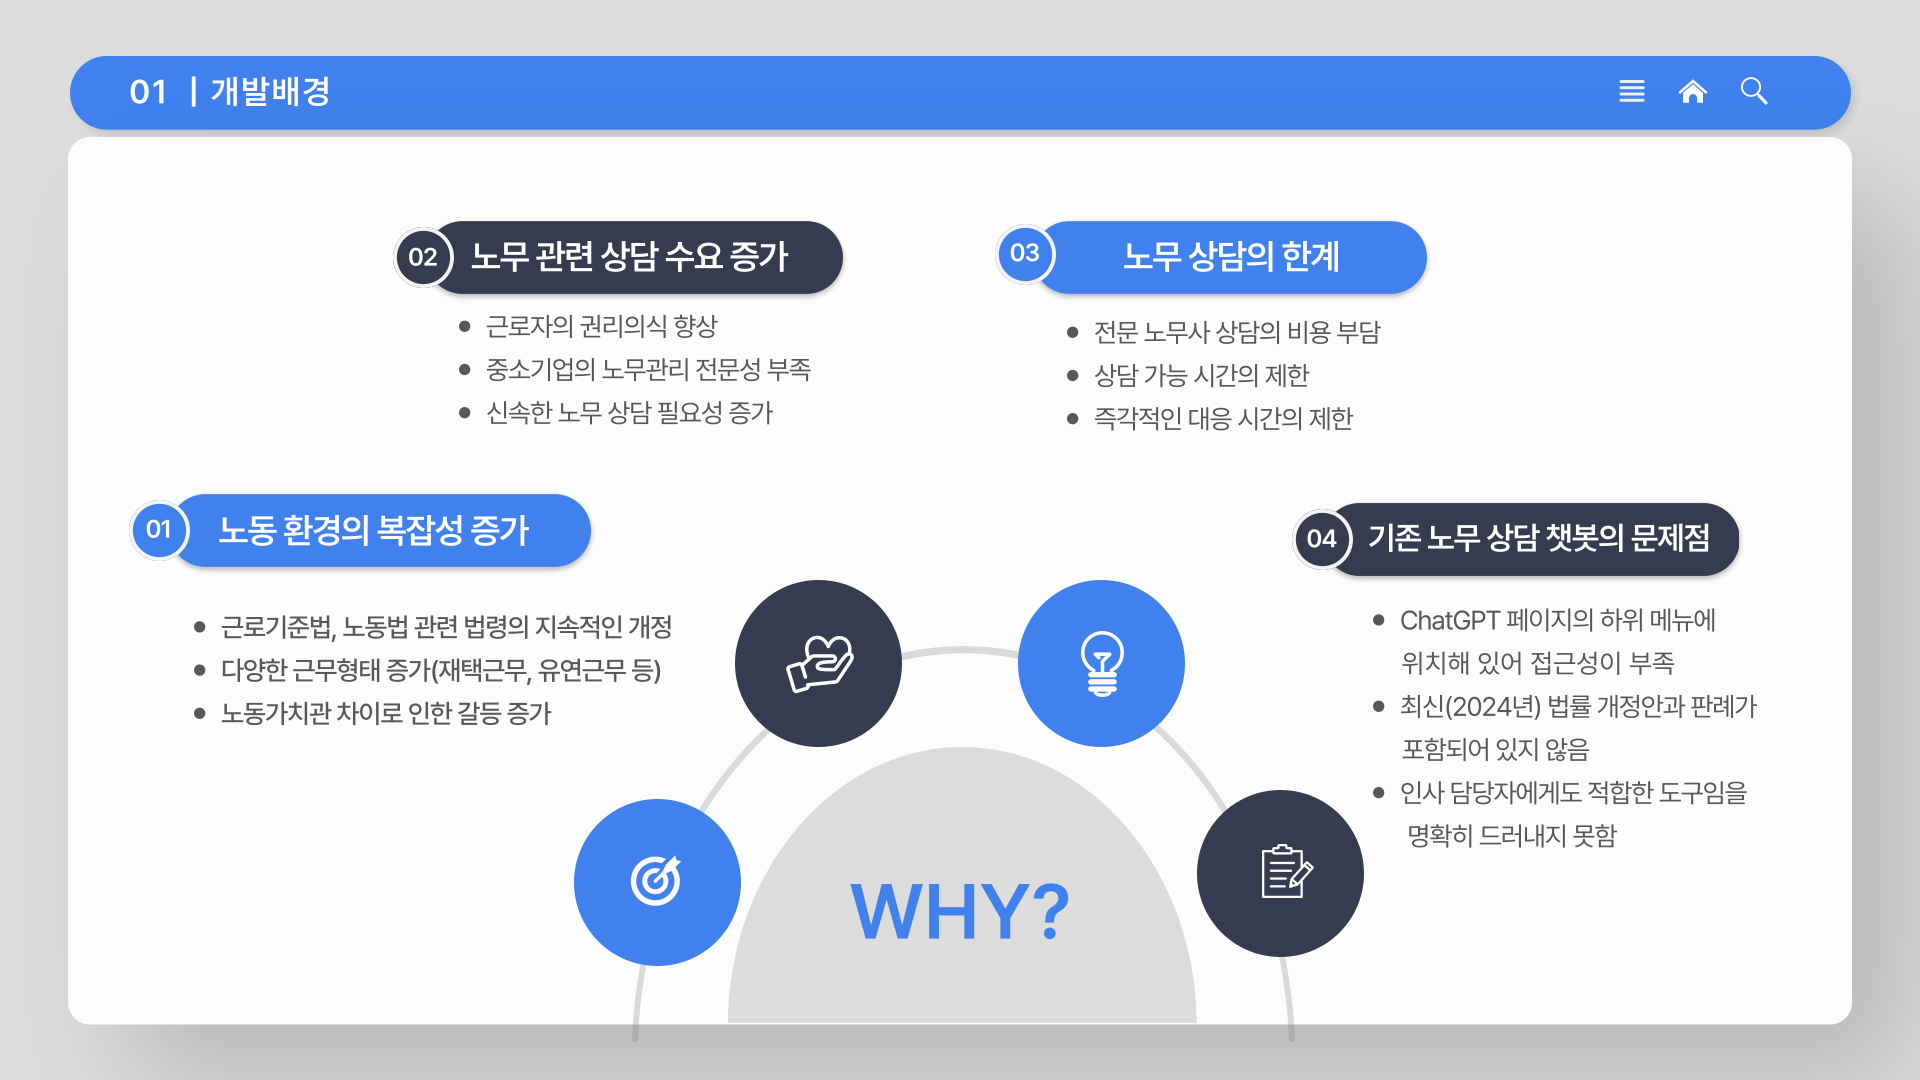 01 | 개발배경
02 노무 관련 상담 수요 증가
• 근로자의 권리의식 향상
• 중소기업의 노무관리 전문성 부족
• 신속한 노무 상담 필요성 증가
03 노무 상담의 한계
• 전문 노무사 상담의 비용 부담
• 상담 가능 시간의 제한
• 즉각적인 대응 시간의 제한
01 노동 환경의 복잡성 증가
• 근로기준법, 노동법 관련 법령의 지속적인 개정
• 다양한 근무형태 증가(재택근무, 유연근무 등)
• 노동가치관 차이로 인한 갈등 증가
04 기존 노무 상담 챗봇의 문제점
• ChatGPT 페이지의 하위 메뉴에
위치해 있어 접근성이 부족
• 최신(2024년) 법률 개정안과 판례가
포함되어 있지 않음
• 인사 담당자에게도 적합한 도구임을
명확히 드러내지 못함
WHY?